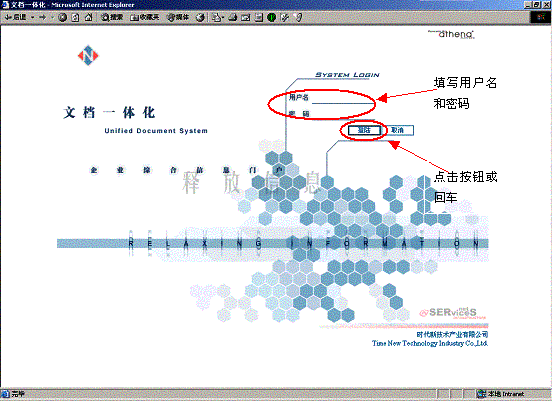 文档一体化 - Microsoft Internet Explorer
后退
搜索
收藏夹
媒体
athena
SYSTEM LOGIN
用户名
密 码
登陆
取消
填写用户名
和密码
点击按钮或
回车
文档一体化
Unified Document System
企业综合信息门户
释放信息
RELAXING INFORMATION
eSERviceS
时代新技术产业有限公司
Time New Technology Industry Co.,Ltd.
完毕
本地 Intranet